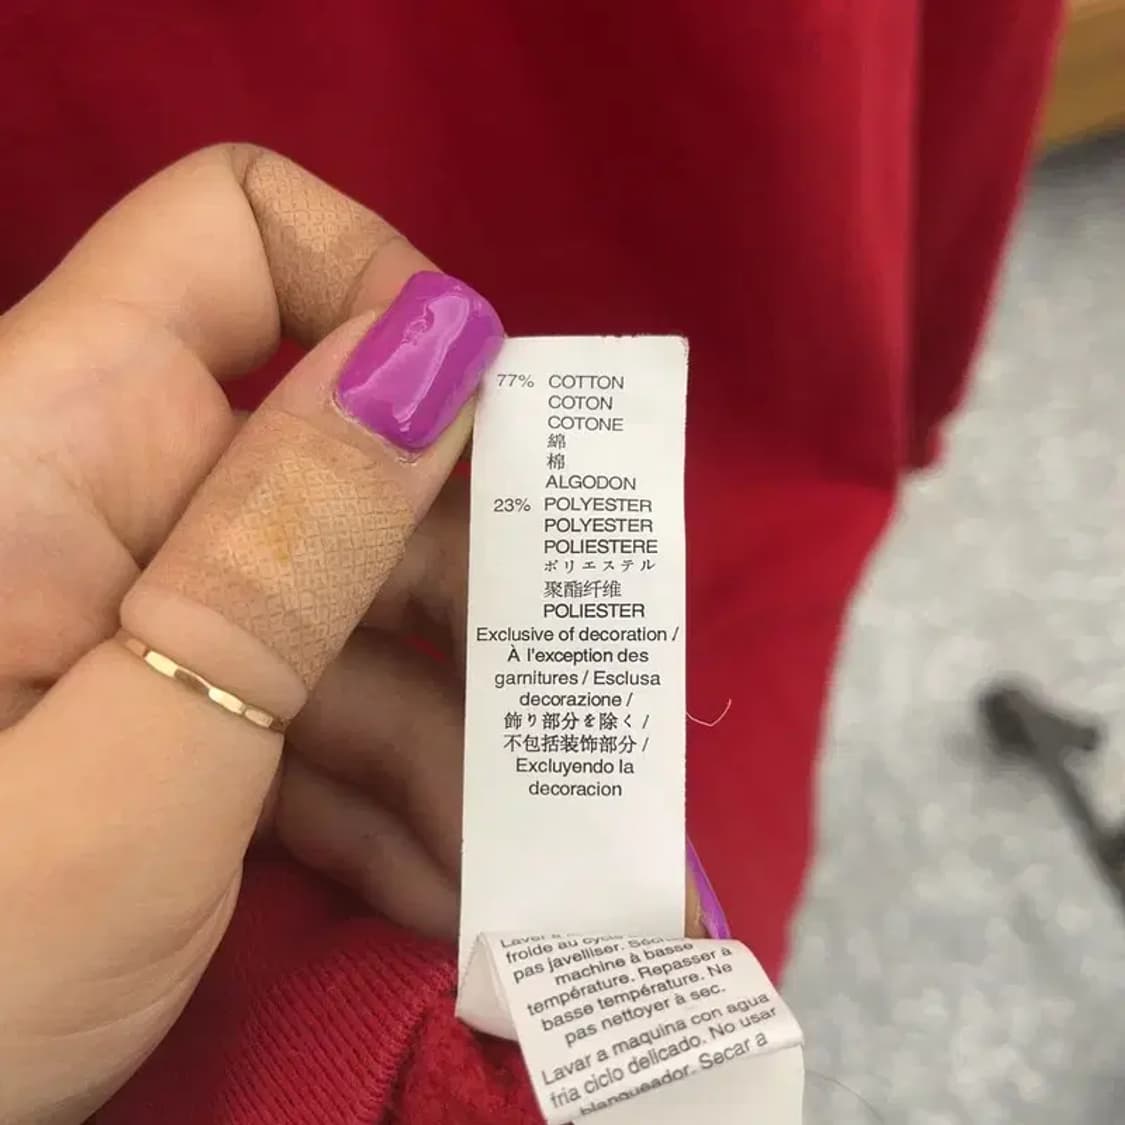 77% COTTON
COTON
COTONE
綿
棉
ALGODON
23% POLYESTER
POLYESTER
POLIESTERE
ポリエステル
聚酯纤维
POLIESTER
Exclusive of decoration /
À l'exception des
garnitures / Esclusa
decorazione /
飾り部分を除く /
不包括装饰部分 /
Excluyendo la
decoracion
froide au cycle
pas javelliser.
machine à basse
température. Repasser à
basse température. Ne
pas nettoyer à sec.
Lavar a maquina con agua
fria ciclo delicado. No usar
blanqueador. Secar a